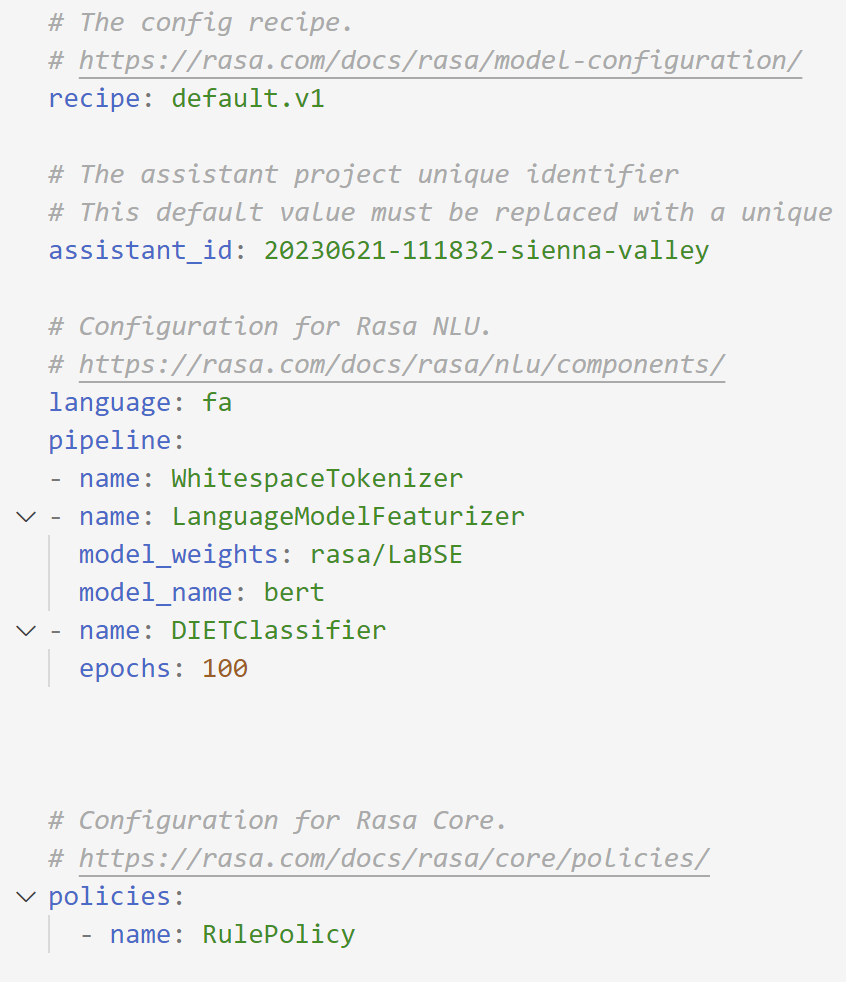 # The config recipe.
# https://rasa.com/docs/rasa/model-configuration/
recipe: default.v1
# The assistant project unique identifier
# This default value must be replaced with a unique
assistant_id: 20230621-111832-sienna-valley
# Configuration for Rasa NLU.
# https://rasa.com/docs/rasa/nlu/components/
language: fa
pipeline:
- name: WhitespaceTokenizer
- name: LanguageModelFeaturizer
model_weights: rasa/LaBSE
model_name: bert
- name: DIETClassifier
epochs: 100
# Configuration for Rasa Core.
# https://rasa.com/docs/rasa/core/policies/
policies:
- name: RulePolicy